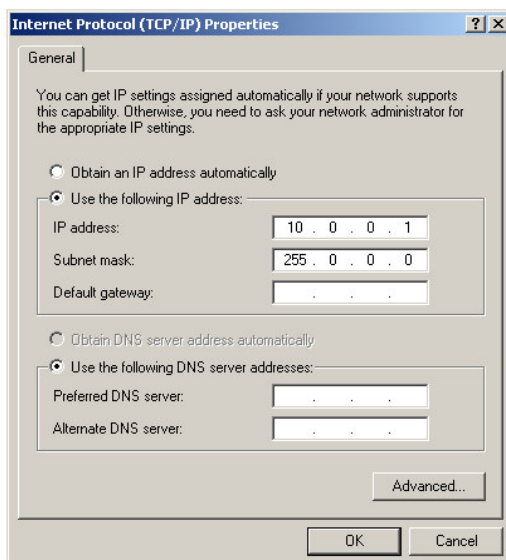 Internet Protocol (TCP/IP) Properties
General
You can get IP settings assigned automatically if your network supports
this capability. Otherwise, you need to ask your network administrator for
the appropriate IP settings.
Obtain an IP address automatically
Use the following IP address:
IP address: 10 . 0 . 0 . 1
Subnet mask: 255 . 0 . 0 . 0
Default gateway: . . .
Obtain DNS server address automatically
Use the following DNS server addresses:
Preferred DNS server: . . .
Alternate DNS server: . . .
Advanced...
OK Cancel